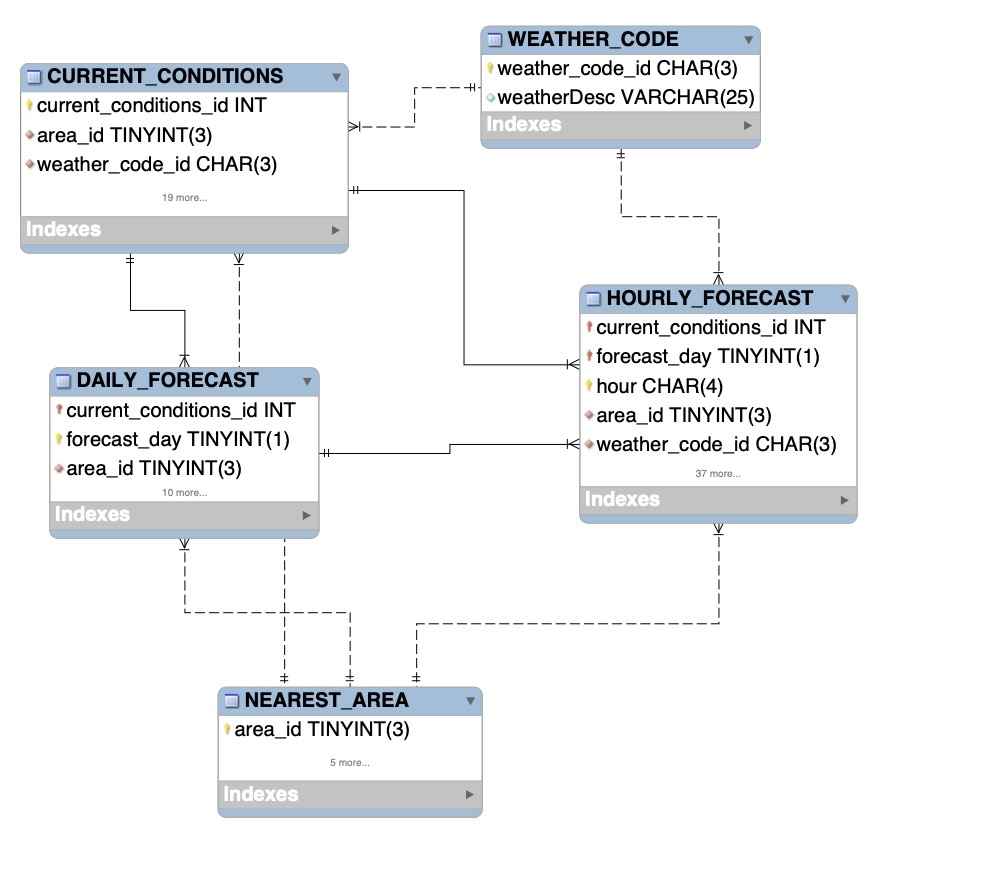 CURRENT_CONDITIONS
current_conditions_id INT
area_id TINYINT(3)
weather_code_id CHAR(3)
19 more...
Indexes
WEATHER_CODE
weather_code_id CHAR(3)
weatherDesc VARCHAR(25)
Indexes
HOURLY_FORECAST
current_conditions_id INT
forecast_day TINYINT(1)
hour CHAR(4)
area_id TINYINT(3)
weather_code_id CHAR(3)
37 more...
Indexes
DAILY_FORECAST
current_conditions_id INT
forecast_day TINYINT(1)
area_id TINYINT(3)
10 more...
Indexes
NEAREST_AREA
area_id TINYINT(3)
5 more...
Indexes